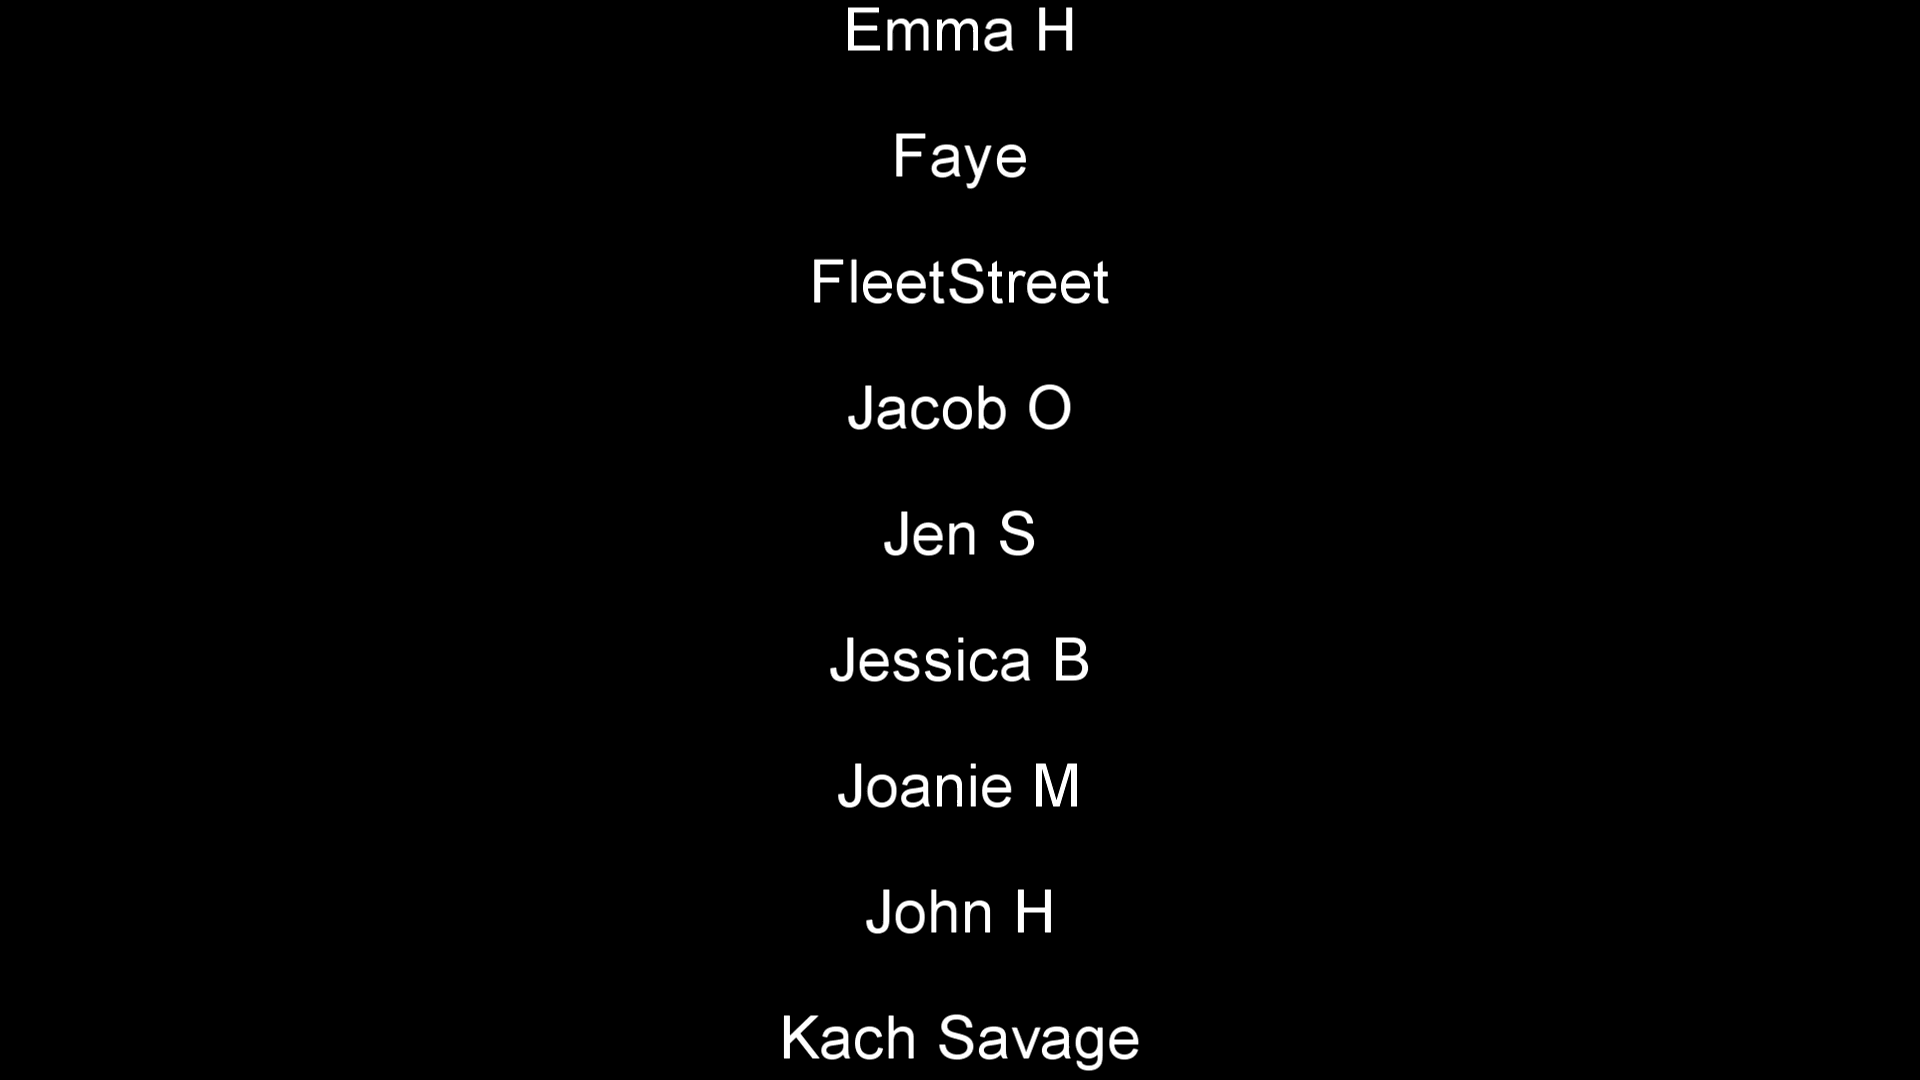 Emma H
Faye
FleetStreet
Jacob O
Jen S
Jessica B
Joanie M
John H
Kach Savage